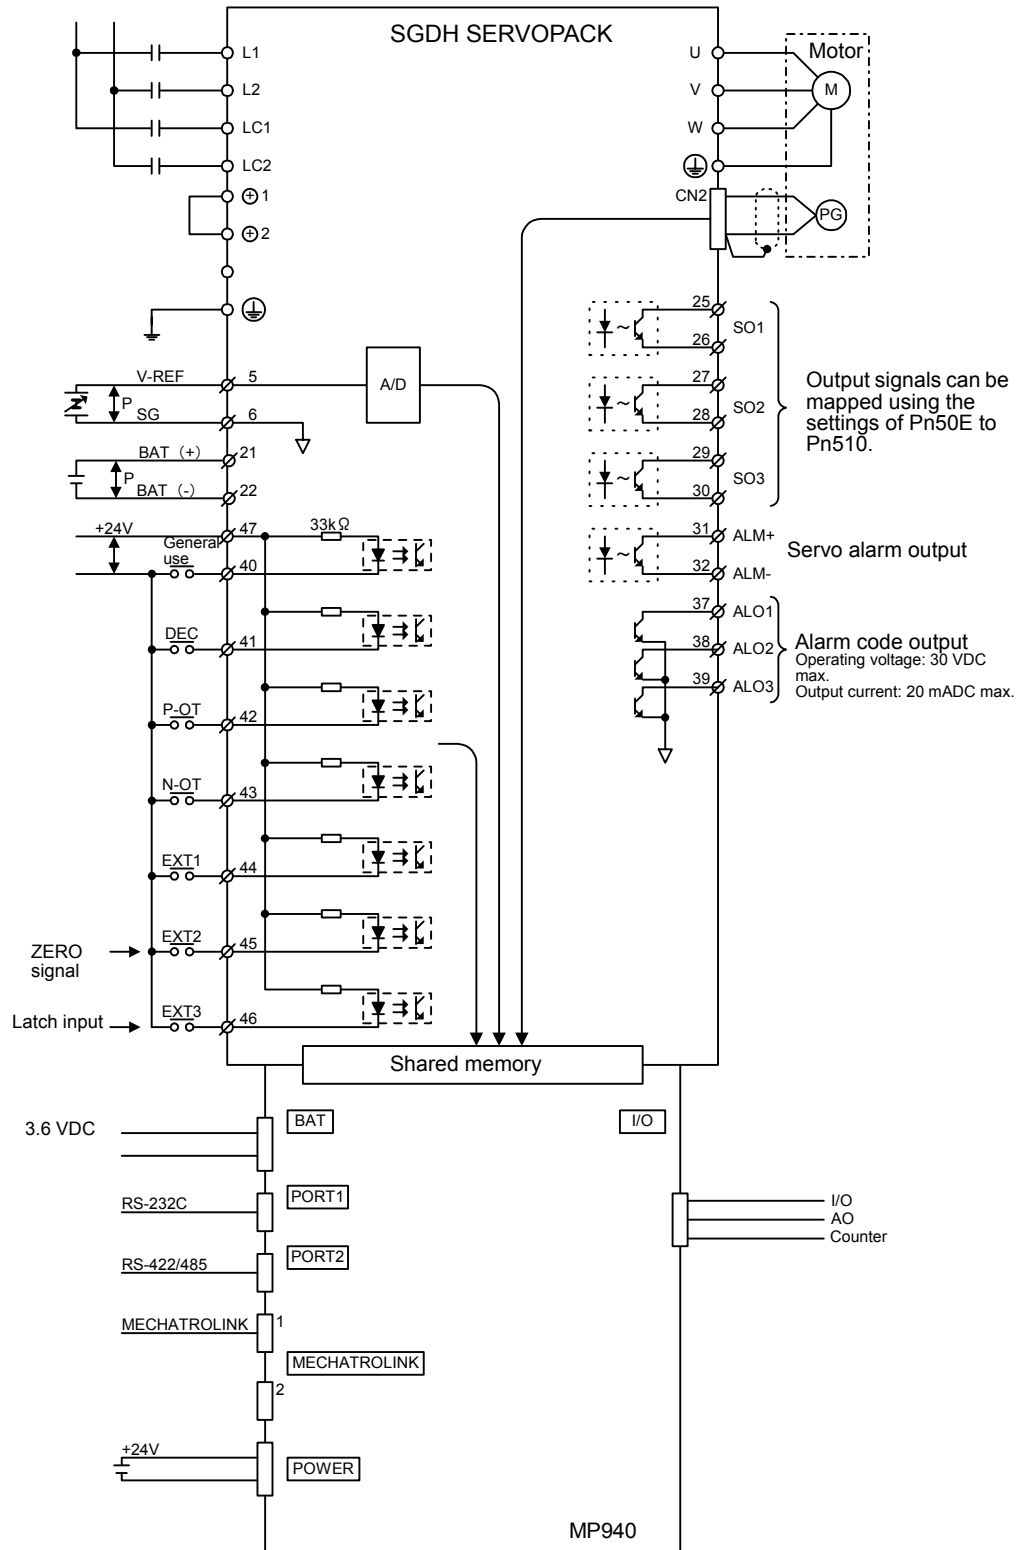 SGDH SERVOPACK
L1
L2
LC1
LC2
1
2
U
V
W
Motor
M
CN2
PG
V-REF
5
A/D
P
SG
6
BAT (+)
21
P
BAT (-)
22
+24V
47
33kΩ
General
use
40
DEC
41
P-OT
42
N-OT
43
EXT1
44
ZERO
signal
EXT2
45
Latch input
EXT3
46
25
SO1
26
27
SO2
28
29
SO3
30
Output signals can be
mapped using the
settings of Pn50E to
Pn510.
31
ALM+
32
ALM-
Servo alarm output
37
ALO1
38
ALO2
39
ALO3
Alarm code output
Operating voltage: 30 VDC
max.
Output current: 20 mADC max.
Shared memory
3.6 VDC
BAT
I/O
RS-232C
PORT1
RS-422/485
PORT2
MECHATROLINK
1
MECHATROLINK
2
+24V
POWER
I/O
AO
Counter
MP940